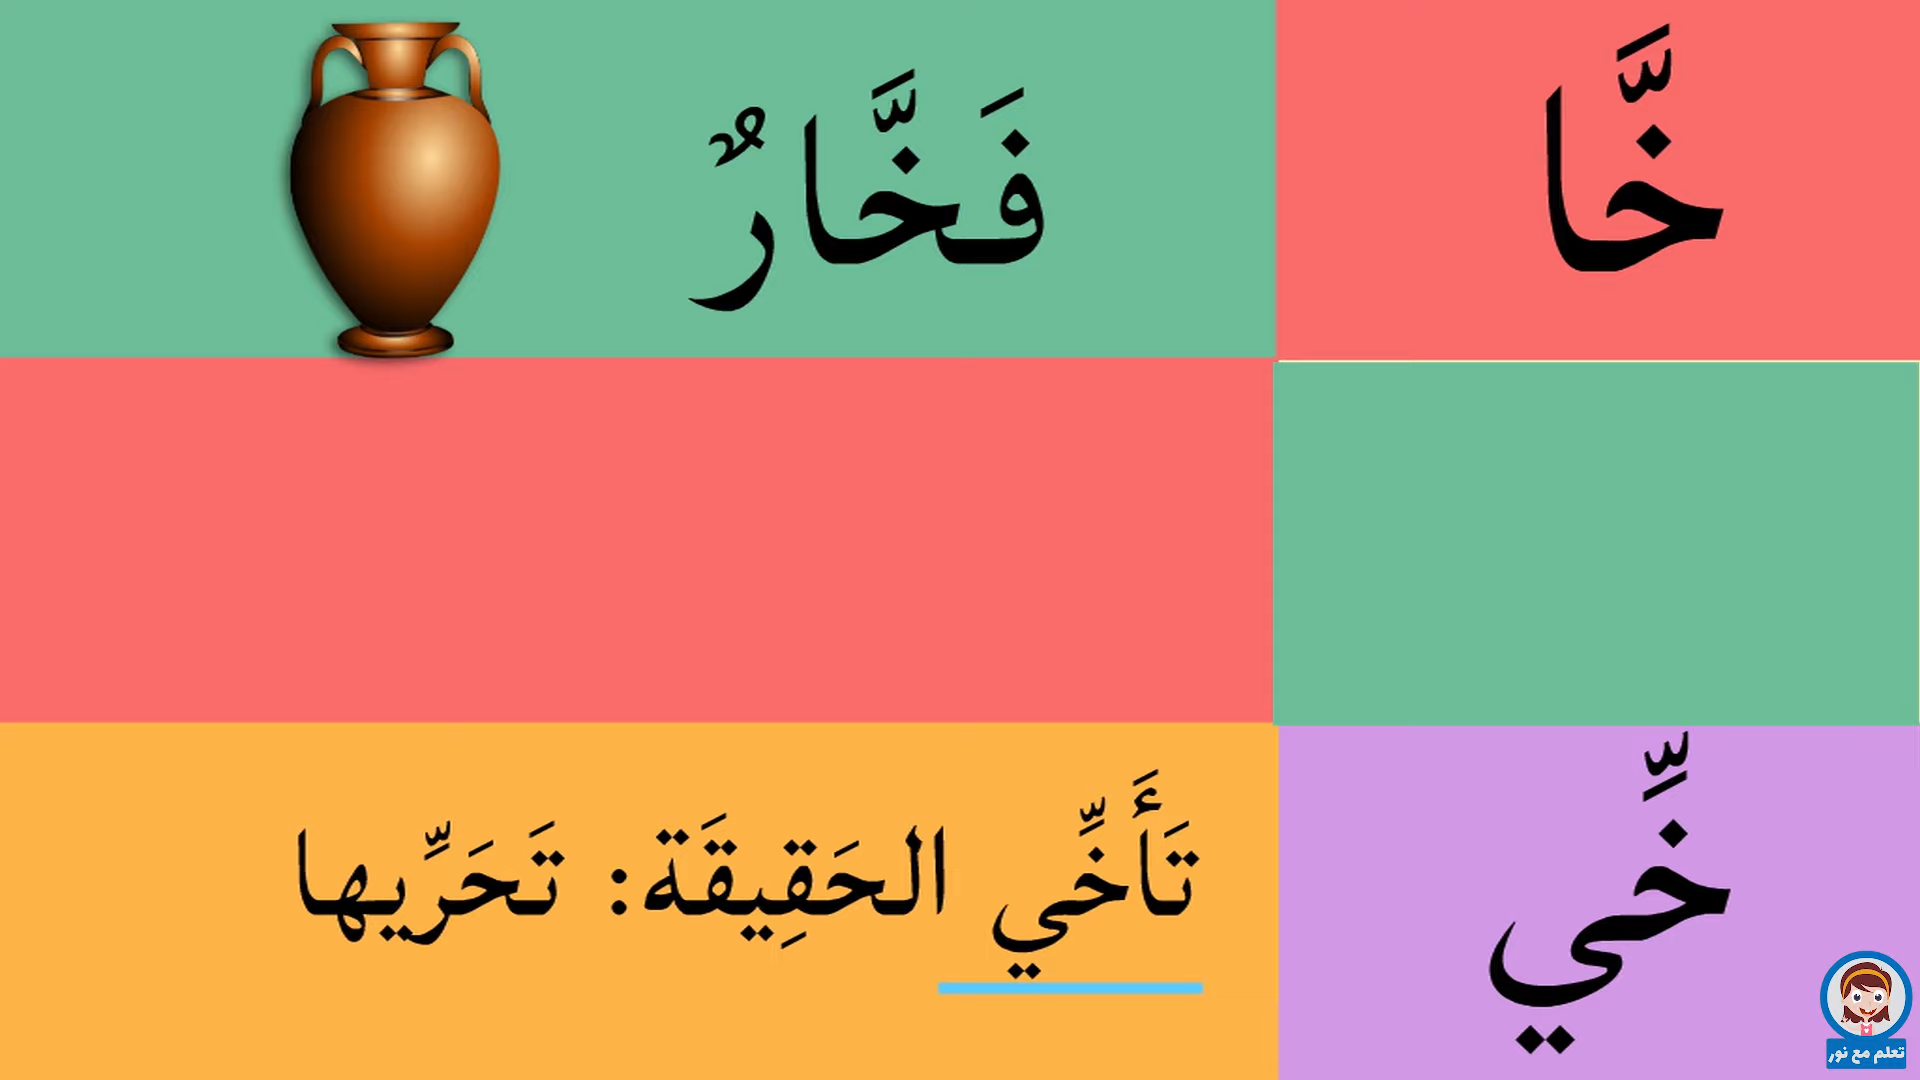 خَّا
فَخَّارٌ
خِّي
تَأَخِّي الحَقِيقَة: تَحَرِّيها
تعلم مع نور